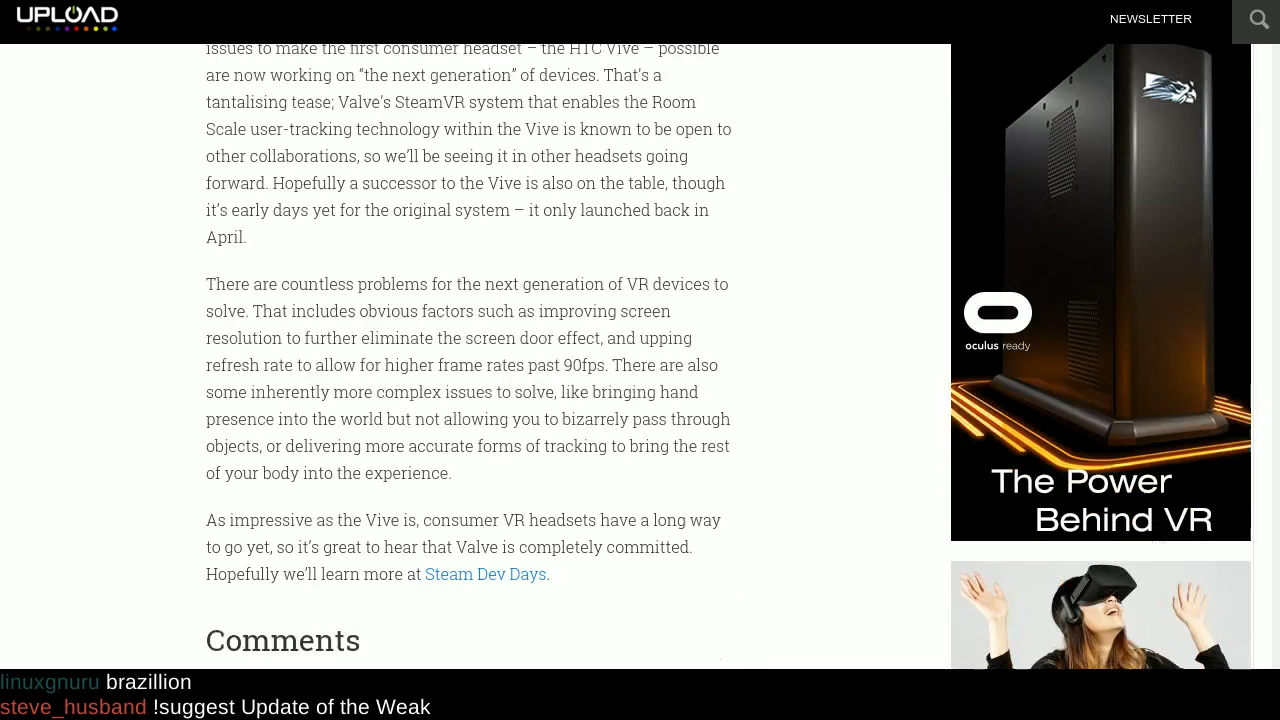 UPLOAD
NEWSLETTER
issues to make the first consumer headset – the HTC Vive – possible
are now working on “the next generation” of devices. That’s a
tantalising tease; Valve’s SteamVR system that enables the Room
Scale user-tracking technology within the Vive is known to be open to
other collaborations, so we’ll be seeing it in other headsets going
forward. Hopefully a successor to the Vive is also on the table, though
it’s early days yet for the original system – it only launched back in
April.
There are countless problems for the next generation of VR devices to
solve. That includes obvious factors such as improving screen
resolution to further eliminate the screen door effect, and upping
refresh rate to allow for higher frame rates past 90fps. There are also
some inherently more complex issues to solve, like bringing hand
presence into the world but not allowing you to bizarrely pass through
objects, or delivering more accurate forms of tracking to bring the rest
of your body into the experience.
As impressive as the Vive is, consumer VR headsets have a long way
to go yet, so it’s great to hear that Valve is completely committed.
Hopefully we’ll learn more at Steam Dev Days.
Comments
oculus ready
The Power
Behind VR
linuxgnuru brazillion
steve_husband !suggest Update of the Weak